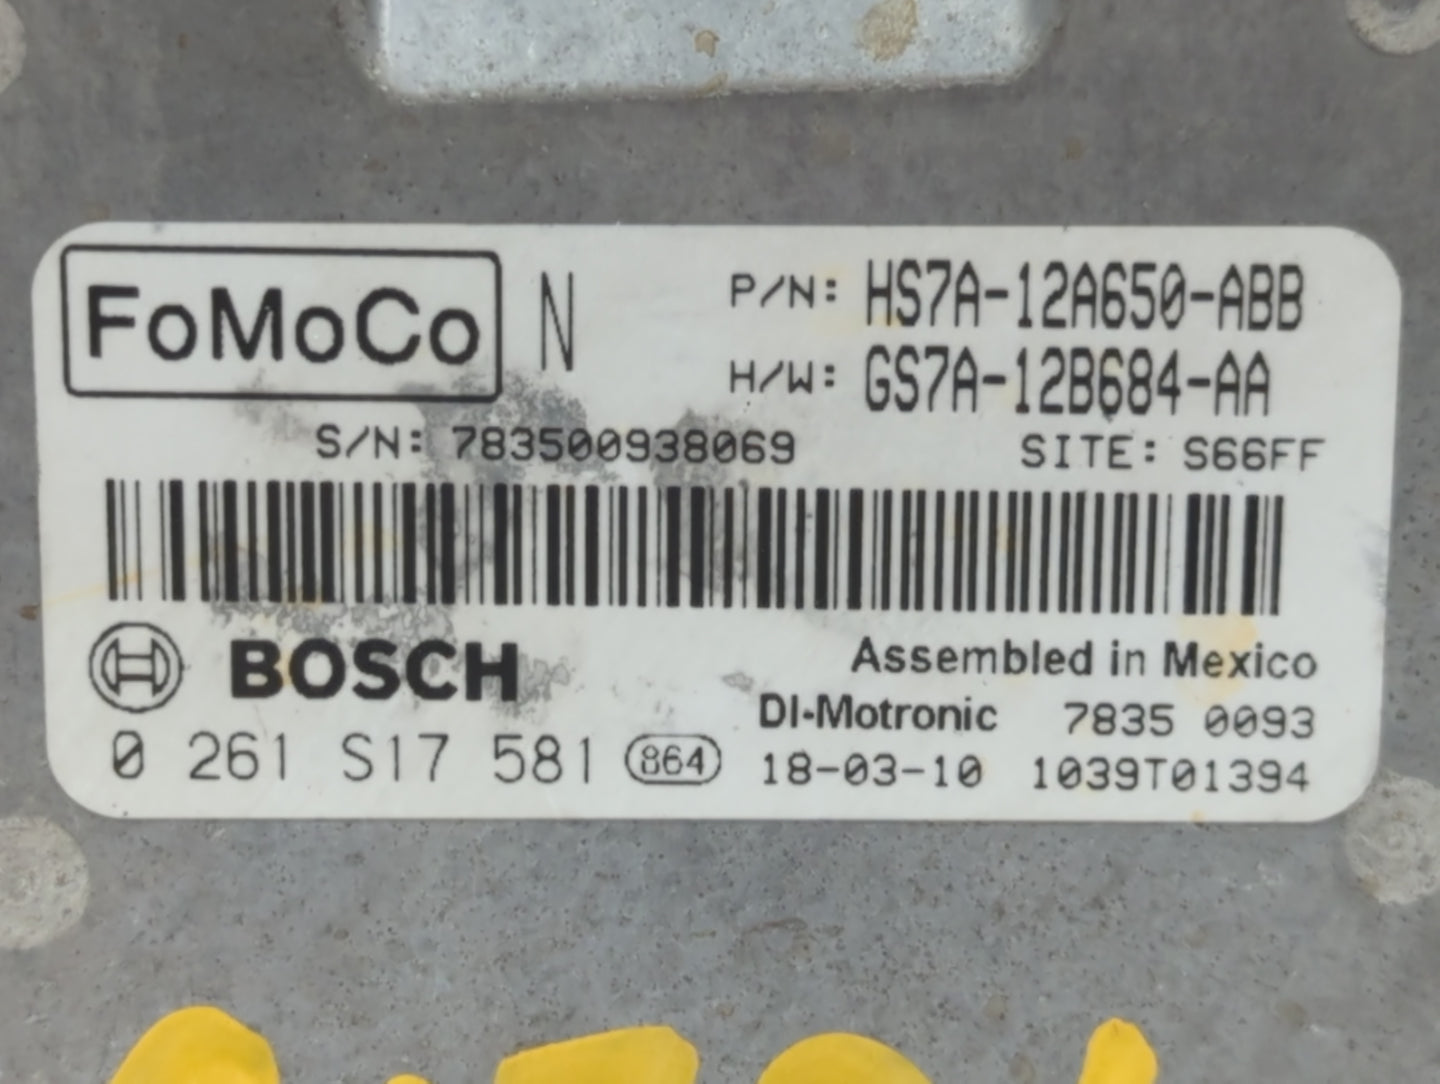 FoMoCo N P/N: HS7A-12A650-ABB
H/W: GS7A-12B684-AA
S/N: 783500938069 SITE: S66FF
BOSCH Assembled in Mexico
DI-Motronic 7835 0093
0 261 S17 581 864 18-03-10 1039T01394